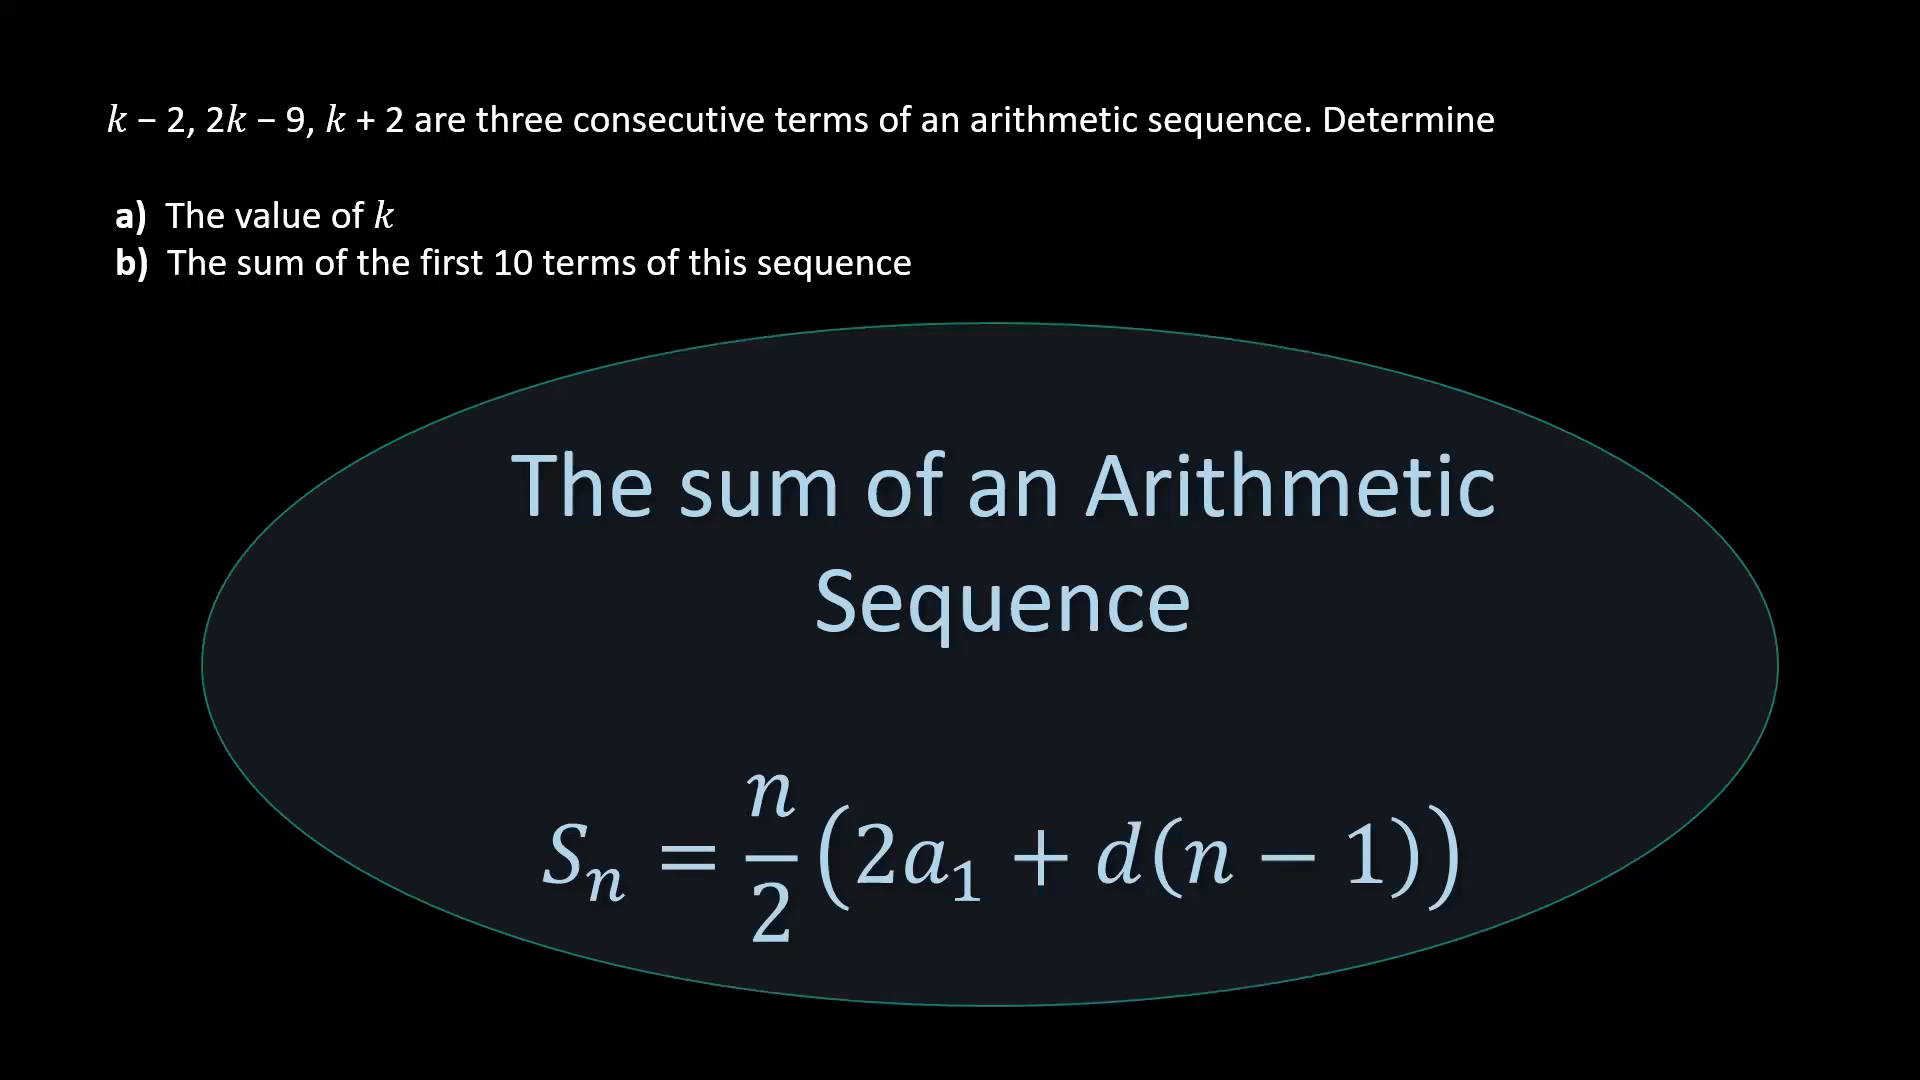 k − 2, 2k − 9, k + 2 are three consecutive terms of an arithmetic sequence. Determine
a) The value of k
b) The sum of the first 10 terms of this sequence
The sum of an Arithmetic
Sequence
Sₙ = n/2 (2a₁ + d(n − 1))